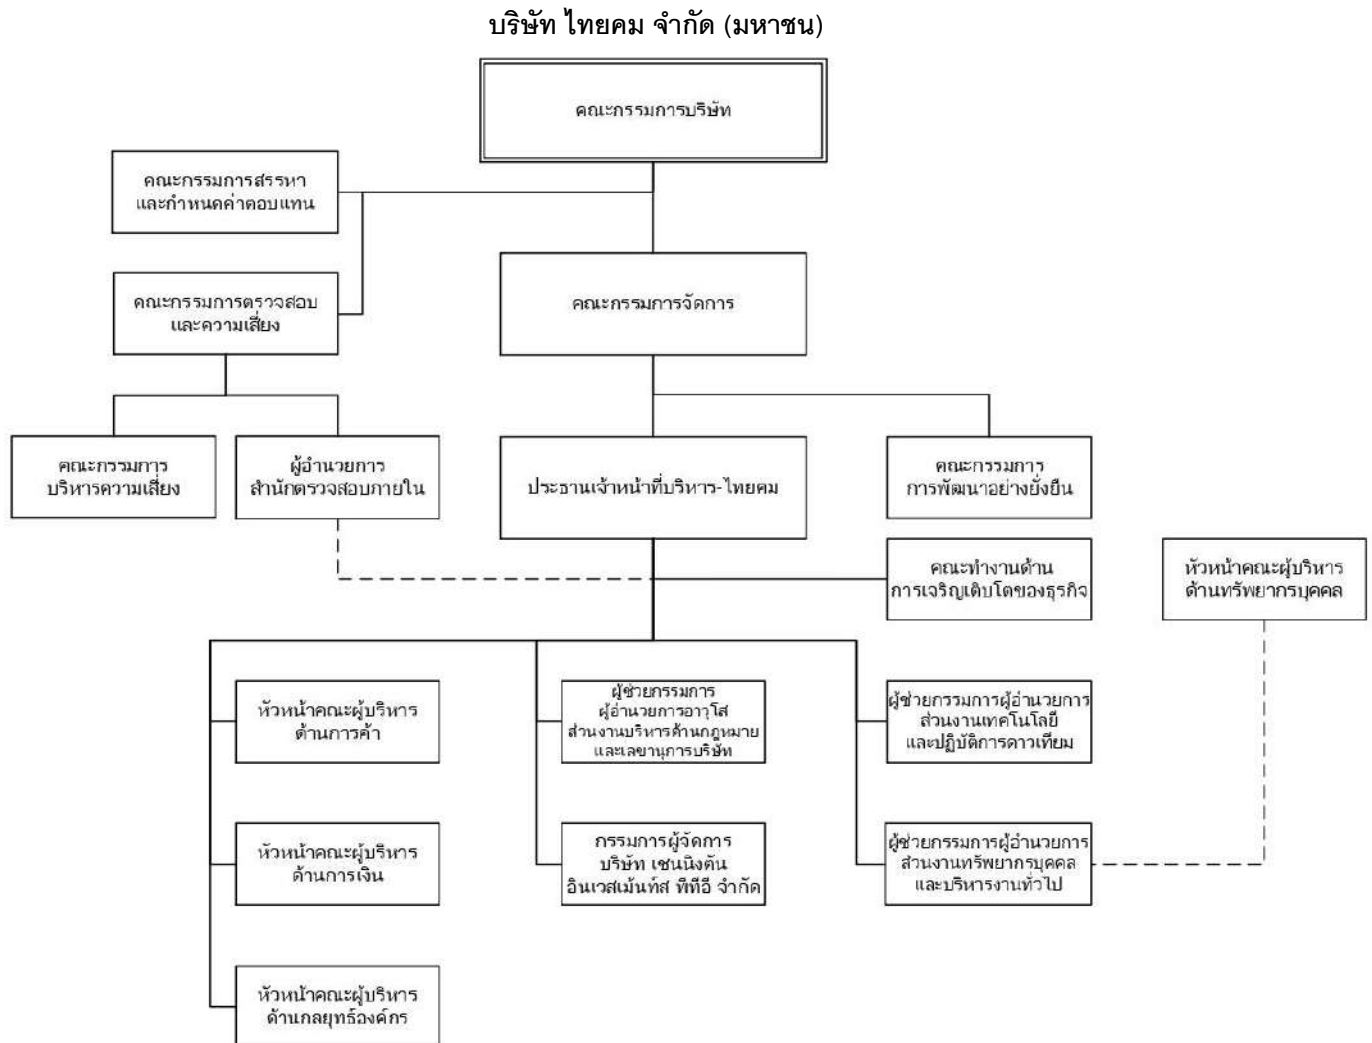 บริษัท ไทยคม จำกัด (มหาชน)
คณะกรรมการบริษัท
คณะกรรมการสรรหา
และกำหนดค่าตอบแทน
คณะกรรมการตรวจสอบ
และความเสี่ยง
คณะกรรมการจัดการ
คณะกรรมการ
บริหารความเสี่ยง
ผู้อำนวยการ
สำนักตรวจสอบภายใน
ประธานเจ้าหน้าที่บริหาร-ไทยคม
คณะกรรมการ
การพัฒนาอย่างยั่งยืน
คณะทำงานด้าน
การเจริญเติบโตของธุรกิจ
หัวหน้าคณะผู้บริหาร
ด้านทรัพยากรบุคคล
หัวหน้าคณะผู้บริหาร
ด้านการค้า
ผู้ช่วยกรรมการ
ผู้อำนวยการอาวุโส
ส่วนงานบริหารด้านกฎหมาย
และเลขานุการบริษัท
ผู้ช่วยกรรมการผู้อำนวยการ
ส่วนงานเทคโนโลยี
และปฏิบัติการดาวเทียม
หัวหน้าคณะผู้บริหาร
ด้านการเงิน
กรรมการผู้จัดการ
บริษัท เชนนิงตัน
อินเวสเม้นท์ส พีทีอี จำกัด
ผู้ช่วยกรรมการผู้อำนวยการ
ส่วนงานทรัพยากรบุคคล
และบริหารงานทั่วไป
หัวหน้าคณะผู้บริหาร
ด้านกลยุทธ์องค์กร